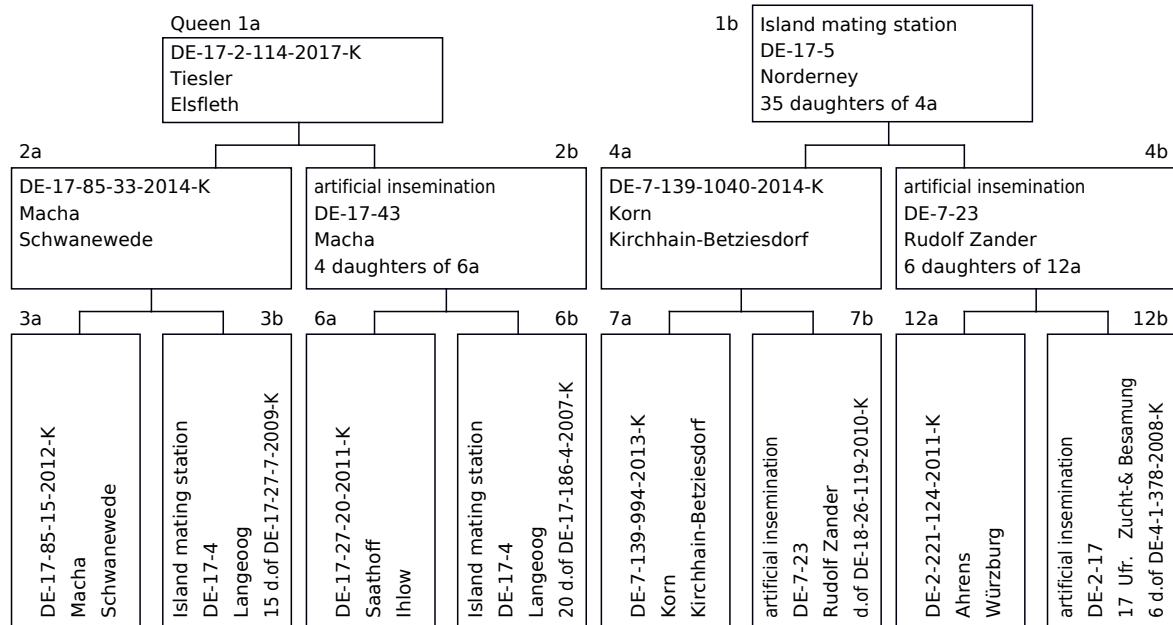 Queen 1a
DE-17-2-114-2017-K
Tiesler
Elsfleth
1b
Island mating station
DE-17-5
Norderney
35 daughters of 4a
2a
DE-17-85-33-2014-K
Macha
Schwanewede
2b
artificial insemination
DE-17-43
Macha
4 daughters of 6a
4a
DE-7-139-1040-2014-K
Korn
Kirchhain-Betziesdorf
4b
artificial insemination
DE-7-23
Rudolf Zander
6 daughters of 12a
3a
DE-17-85-15-2012-K
Macha
Schwanewede
3b
Island mating station
DE-17-4
Langeoog
15 d.of DE-17-27-7-2009-K
6a
DE-17-27-20-2011-K
Saathoff
Ihlow
6b
Island mating station
DE-17-4
Langeoog
20 d.of DE-17-186-4-2007-K
7a
DE-7-139-994-2013-K
Korn
Kirchhain-Betziesdorf
7b
artificial insemination
DE-7-23
Rudolf Zander
d.of DE-18-26-119-2010-K
12a
DE-2-221-124-2011-K
Ahrens
Würzburg
12b
artificial insemination
DE-2-17
17 Ufr. Zucht-& Besamung
6 d.of DE-4-1-378-2008-K